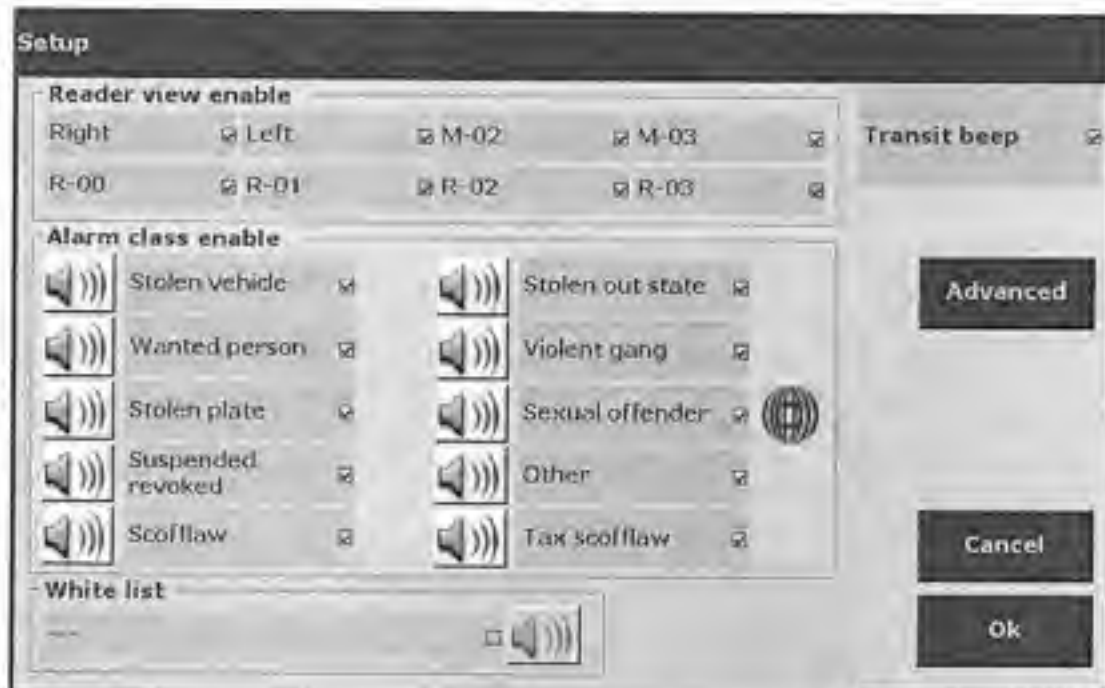 Setup
Reader view enable
Right Left M-02 M-03
R-00 R-01 R-02 R-03
Transit beep
Alarm class enable
Stolen vehicle Stolen out state
Wanted person Violent gang
Stolen plate Sexual offender
Suspended
revoked
Other
Scofflaw Tax scofflaw
White list
---
Advanced
Cancel
Ok